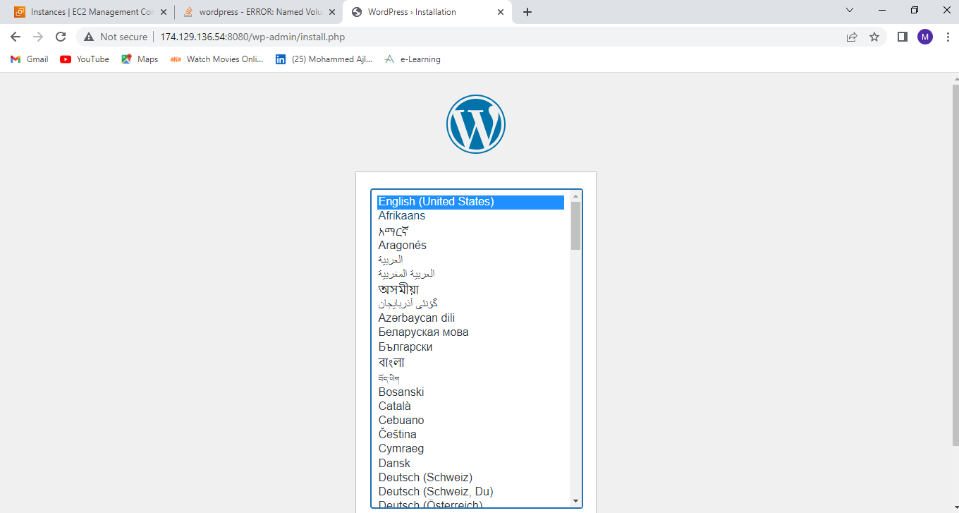 Instances | EC2 Management Con
wordpress - ERROR: Named Volu
WordPress › Installation
Not secure
174.129.136.54:8080/wp-admin/install.php
M
Gmail
YouTube
Maps
Watch Movies Onli...
(25) Mohammed Ajl...
e-Learning
English (United States)
Afrikaans
አማርኛ
Aragonés
العربية
العربية المغربية
অসমীয়া
گؤنئی آذربایجان
Azərbaycan dili
Беларуская мова
Български
বাংলা
བོད་ཡིག
Bosanski
Català
Cebuano
Čeština
Cymraeg
Dansk
Deutsch (Schweiz)
Deutsch (Schweiz, Du)
Deutsch (Österreich)